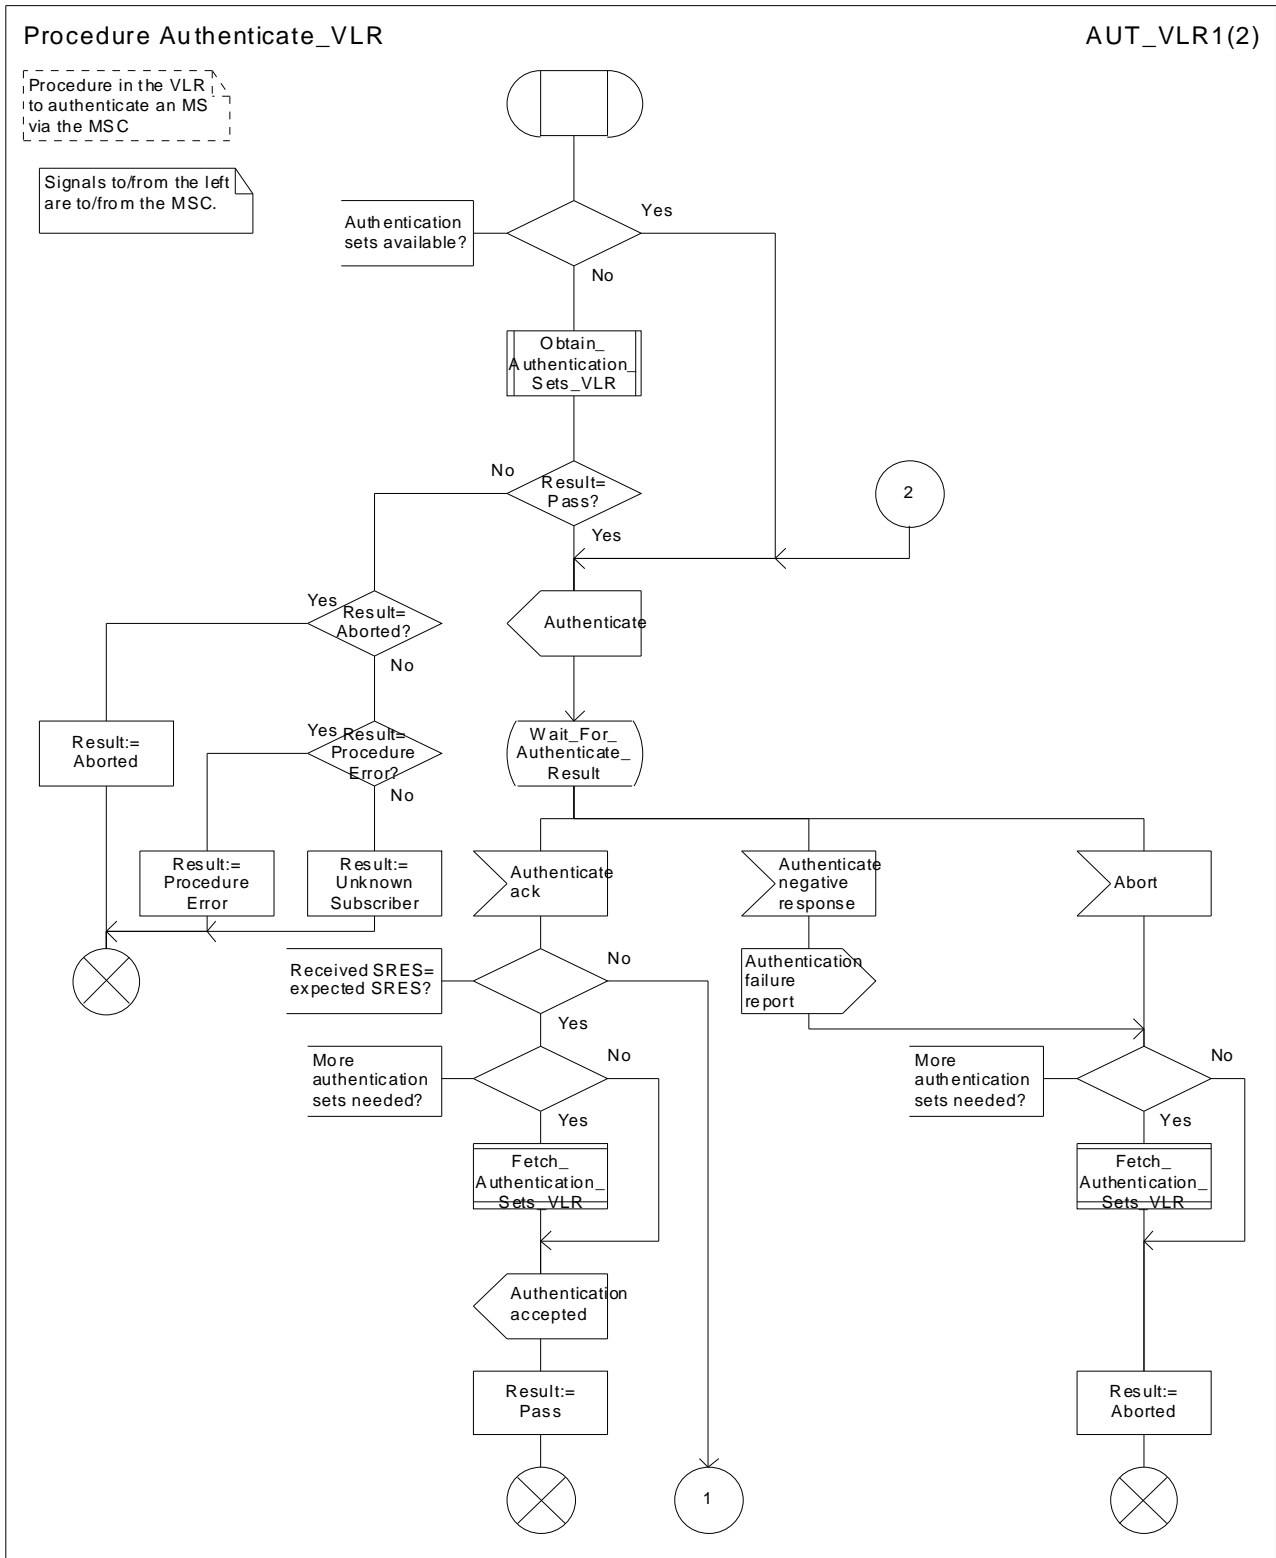 Procedure Authenticate_VLR
AUT_VLR1(2)
Procedure in the VLR
to authenticate an MS
via the MSC
Signals to/from the left
are to/from the MSC.
Authentication
sets available?
Yes
No
Obtain_
Authentication_
Sets_VLR
No
Result=
Pass?
Yes
2
Yes
Result=
Aborted?
No
Authenticate
Result:=
Aborted
Yes
Result=
Procedure
Error?
No
Wait_For_
Authenticate_
Result
Result:=
Procedure
Error
Result:=
Unknown
Subscriber
Authenticate
ack
Authenticate
negative
response
Abort
Received SRES=
expected SRES?
No
Yes
Authentication
failure
report
More
authentication
sets needed?
No
Yes
More
authentication
sets needed?
No
Yes
Fetch_
Authentication_
Sets_VLR
Fetch_
Authentication_
Sets_VLR
Authentication
accepted
Result:=
Pass
Result:=
Aborted
1